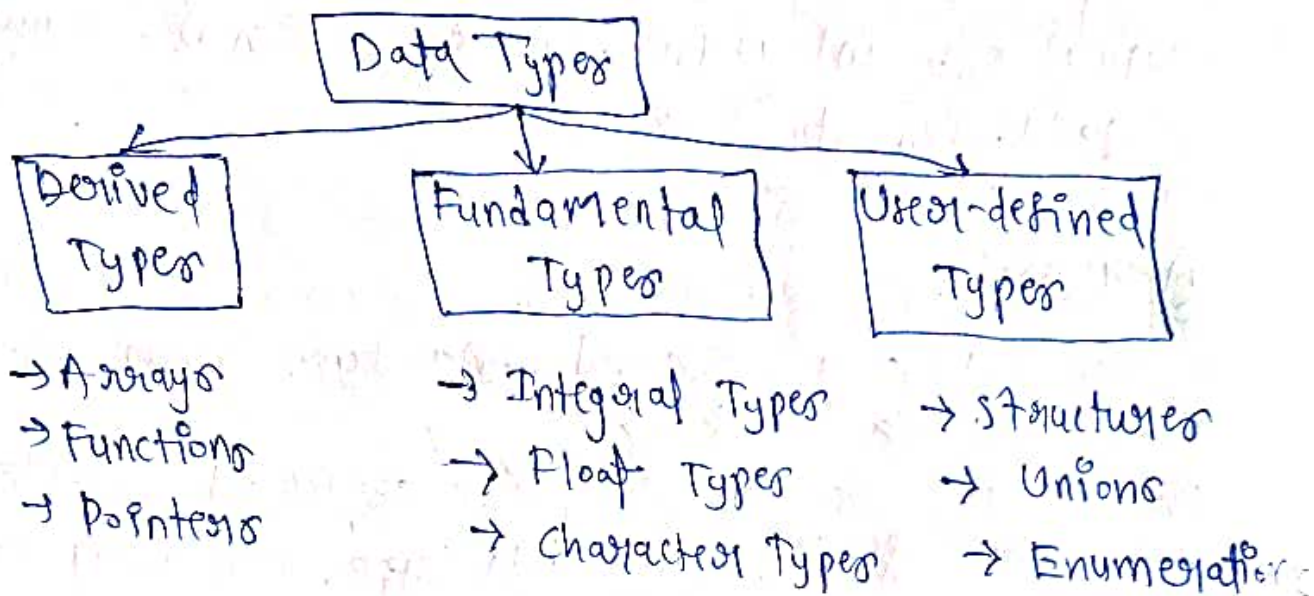 Data Types
Derived
Types
Fundamental
Types
User-defined
Types
→ Arrays
→ Functions
→ Pointers
→ Integral Types
→ Float Types
→ Character Types
→ Structures
→ Unions
→ Enumeration